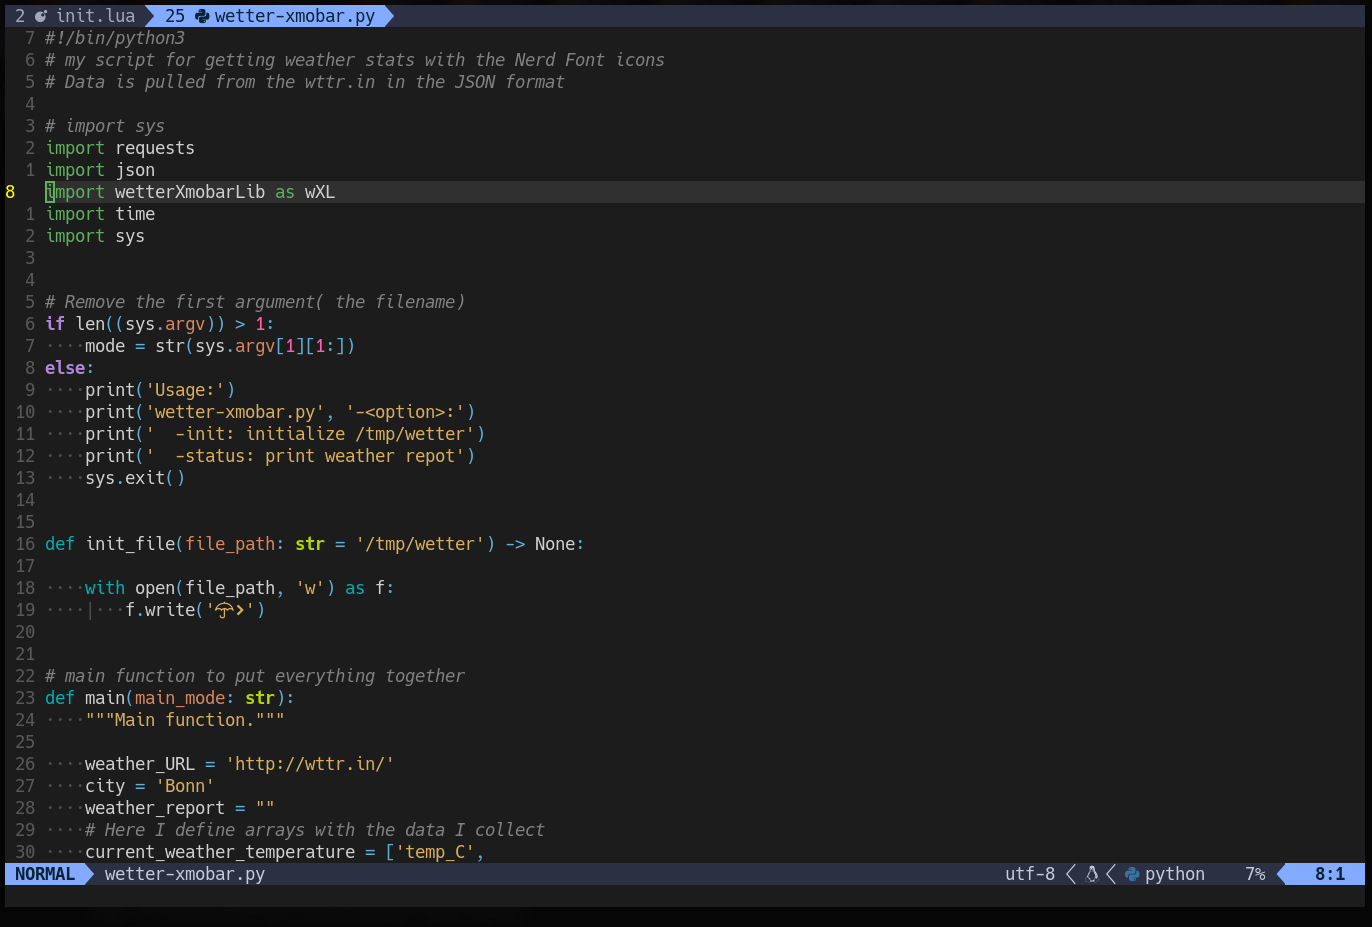 2 init.lua 25 wetter-xmobar.py
7 #!/bin/python3
6 # my script for getting weather stats with the Nerd Font icons
5 # Data is pulled from the wttr.in in the JSON format
4
3 # import sys
2 import requests
1 import json
8 import wetterXmobarLib as wXL
1 import time
2 import sys
3
4
5 # Remove the first argument( the filename)
6 if len((sys.argv)) > 1:
7 ····mode = str(sys.argv[1][1:])
8 else:
9 ····print('Usage:')
10 ····print('wetter-xmobar.py', '-<option>:')
11 ····print('  -init: initialize /tmp/wetter')
12 ····print('  -status: print weather repot')
13 ····sys.exit()
14
15
16 def init_file(file_path: str = '/tmp/wetter') -> None:
17
18 ····with open(file_path, 'w') as f:
19 ····|···f.write('☂>')
20
21
22 # main function to put everything together
23 def main(main_mode: str):
24 ····"""Main function."""
25
26 ····weather_URL = 'http://wttr.in/'
27 ····city = 'Bonn'
28 ····weather_report = ""
29 ····# Here I define arrays with the data I collect
30 ····current_weather_temperature = ['temp_C',
NORMAL wetter-xmobar.py utf-8 python 7% 8:1